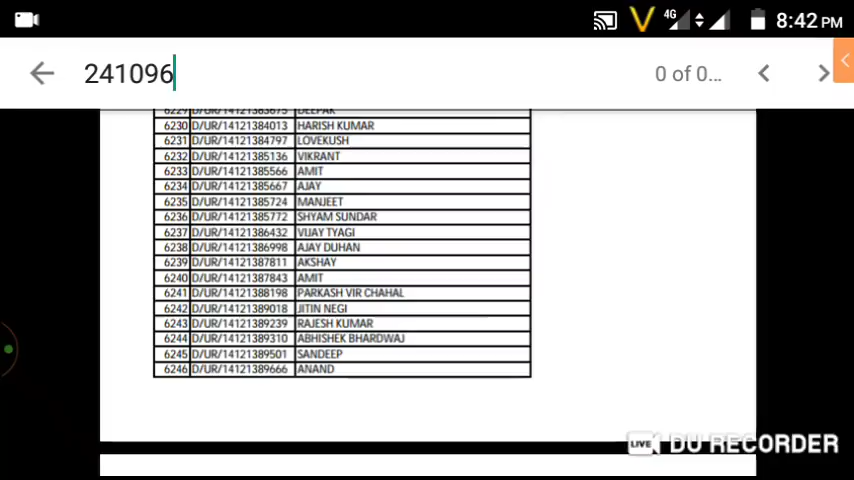 4G 8:42 PM
241096 0 of 0...
6229 D/UR/14121383675 DEEPAK
6230 D/UR/14121384013 HARISH KUMAR
6231 D/UR/14121384797 LOVEKUSH
6232 D/UR/14121385136 VIKRANT
6233 D/UR/14121385566 AMIT
6234 D/UR/14121385667 AJAY
6235 D/UR/14121385724 MANJEET
6236 D/UR/14121385772 SHYAM SUNDAR
6237 D/UR/14121386432 VIJAY TYAGI
6238 D/UR/14121386998 AJAY DUHAN
6239 D/UR/14121387811 AKSHAY
6240 D/UR/14121387843 AMIT
6241 D/UR/14121388198 PARKASH VIR CHAHAL
6242 D/UR/14121389018 JITIN NEGI
6243 D/UR/14121389239 RAJESH KUMAR
6244 D/UR/14121389310 ABHISHEK BHARDWAJ
6245 D/UR/14121389501 SANDEEP
6246 D/UR/14121389666 ANAND
LIVE DU RECORDER